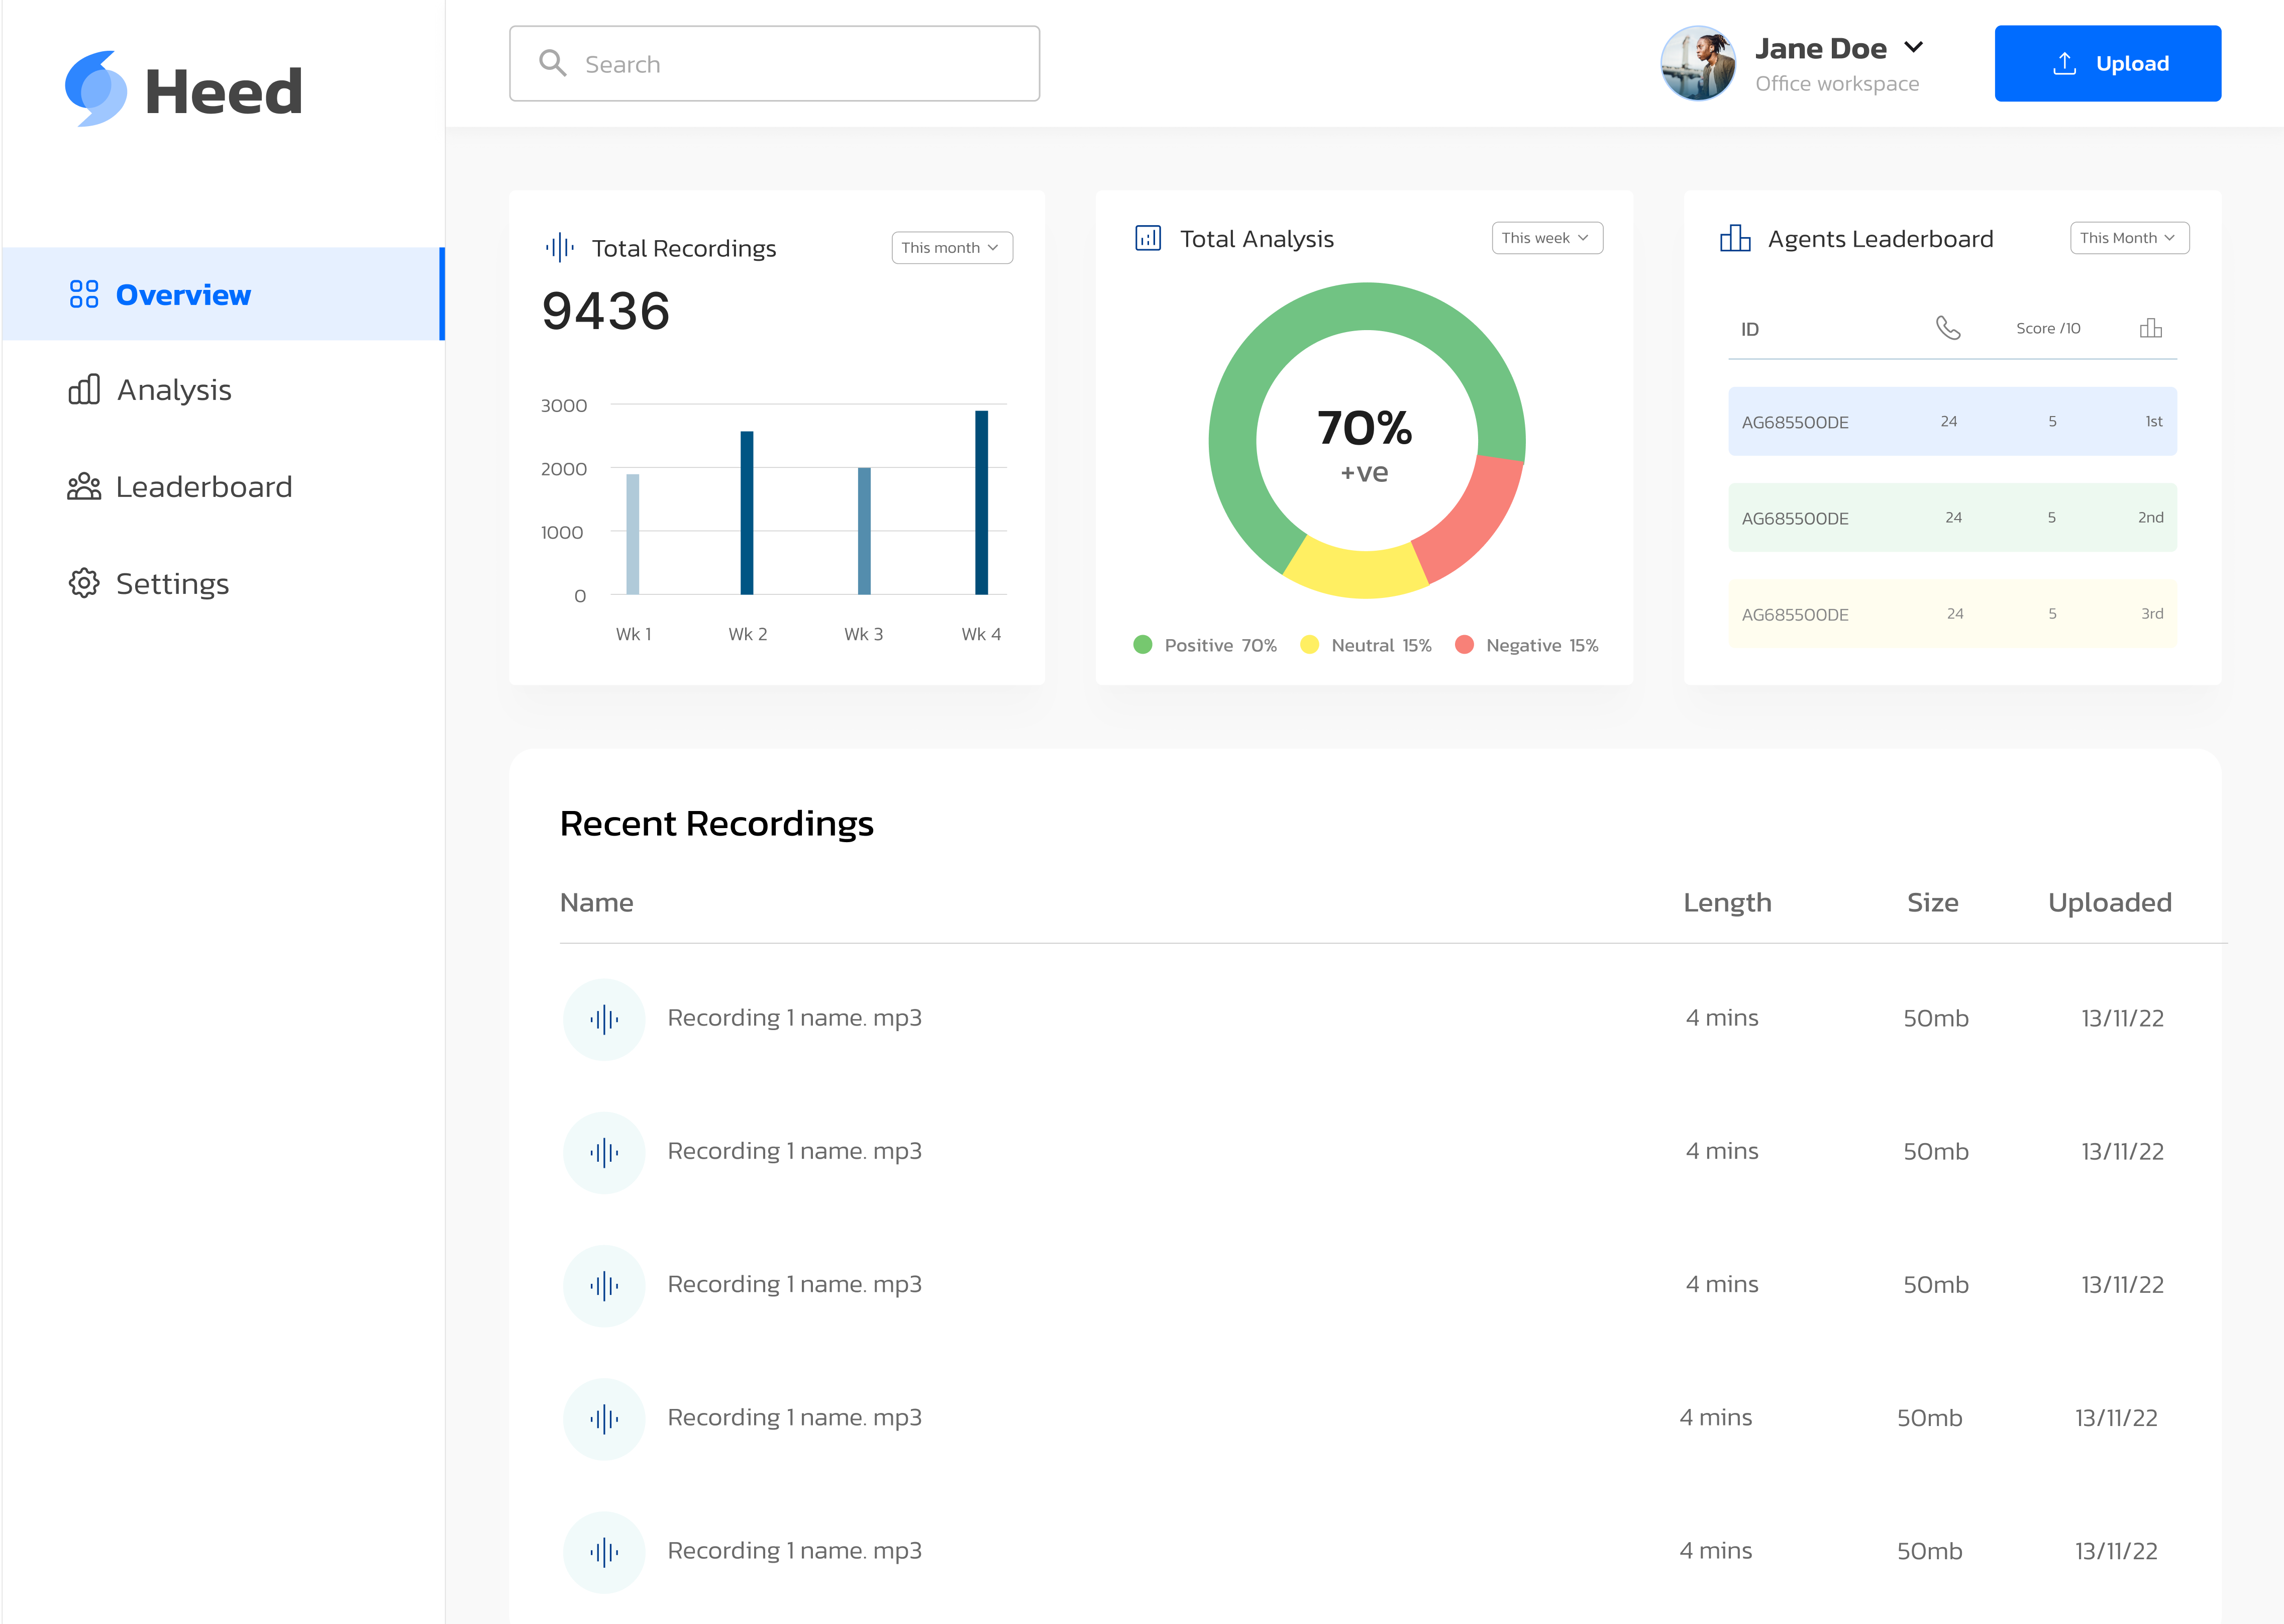 Heed
Search
Jane Doe
Office workspace
Upload
Overview
Analysis
Leaderboard
Settings
Total Recordings
This month
9436
3000
2000
1000
0
Wk 1 Wk 2 Wk 3 Wk 4
Total Analysis
This week
70%
+ve
Positive 70% Neutral 15% Negative 15%
Agents Leaderboard
This Month
ID Score /10
AG685500DE 24 5 1st
AG685500DE 24 5 2nd
AG685500DE 24 5 3rd
Recent Recordings
Name Length Size Uploaded
Recording 1 name. mp3 4 mins 50mb 13/11/22
Recording 1 name. mp3 4 mins 50mb 13/11/22
Recording 1 name. mp3 4 mins 50mb 13/11/22
Recording 1 name. mp3 4 mins 50mb 13/11/22
Recording 1 name. mp3 4 mins 50mb 13/11/22